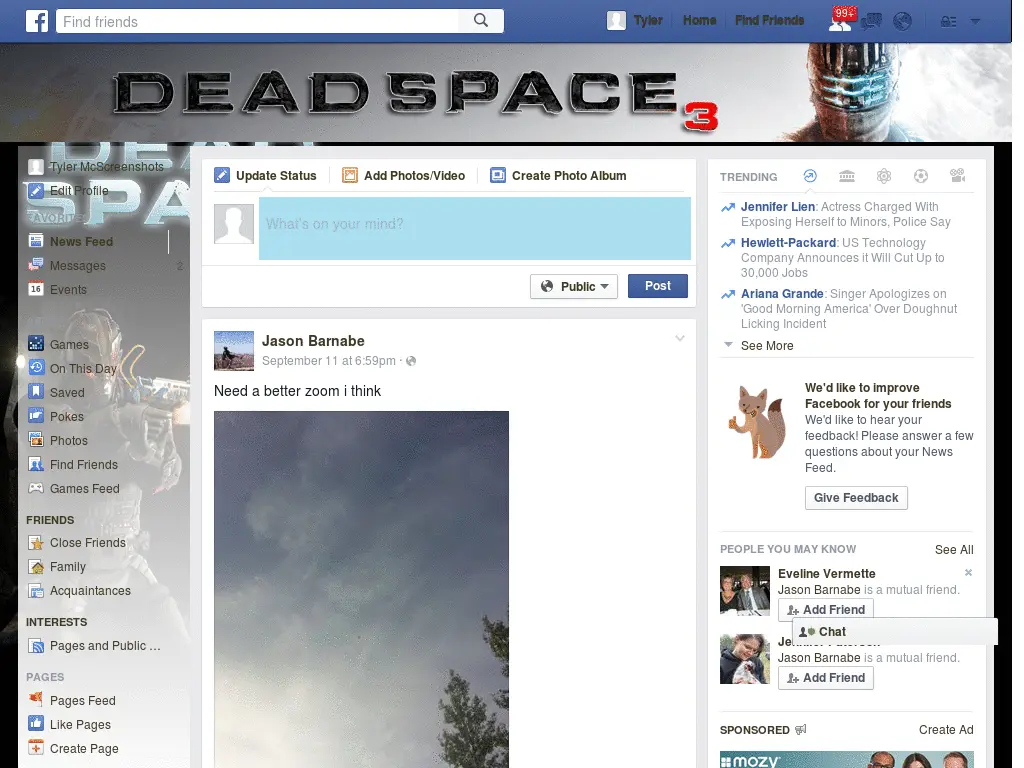 Find friends
Tyler
Home
Find Friends
99+
DEAD SPACE 3
Tyler McScreenshots
Edit Profile
FAVORITES
News Feed
Messages 2
16 Events
Games
On This Day
Saved
Pokes
Photos
Find Friends
Games Feed
FRIENDS
Close Friends
Family
Acquaintances
INTERESTS
Pages and Public ...
PAGES
Pages Feed
Like Pages
Create Page
Update Status
Add Photos/Video
Create Photo Album
What's on your mind?
Public
Post
Jason Barnabe
September 11 at 6:59pm ·
Need a better zoom i think
TRENDING
Jennifer Lien: Actress Charged With
Exposing Herself to Minors, Police Say
Hewlett-Packard: US Technology
Company Announces it Will Cut Up to
30,000 Jobs
Ariana Grande: Singer Apologizes on
'Good Morning America' Over Doughnut
Licking Incident
See More
We'd like to improve
Facebook for your friends
We'd like to hear your
feedback! Please answer a few
questions about your News
Feed.
Give Feedback
PEOPLE YOU MAY KNOW
See All
Eveline Vermette
Jason Barnabe is a mutual friend.
Add Friend
Chat
Jason Barnabe is a mutual friend.
Add Friend
SPONSORED
Create Ad
mozy